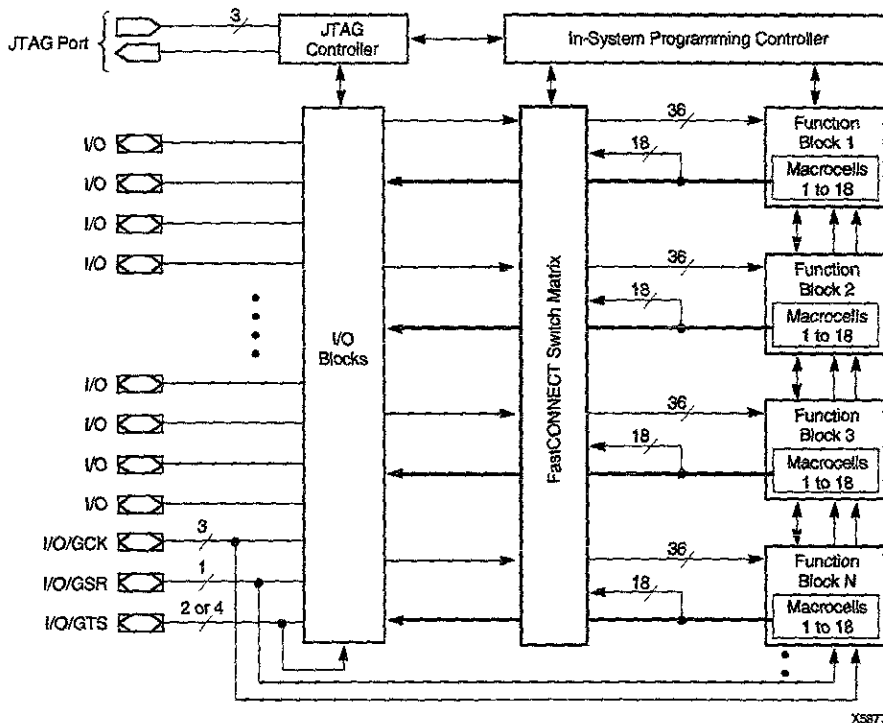 3
JTAG Port
JTAG
Controller
In-System Programming Controller
I/O
I/O
I/O
I/O
I/O
I/O
I/O
I/O
I/O/GCK
3
I/O/GSR
1
I/O/GTS
2 or 4
I/O
Blocks
FastCONNECT Switch Matrix
36
18
Function
Block 1
Macrocells
1 to 18
36
18
Function
Block 2
Macrocells
1 to 18
36
18
Function
Block 3
Macrocells
1 to 18
36
18
Function
Block N
Macrocells
1 to 18